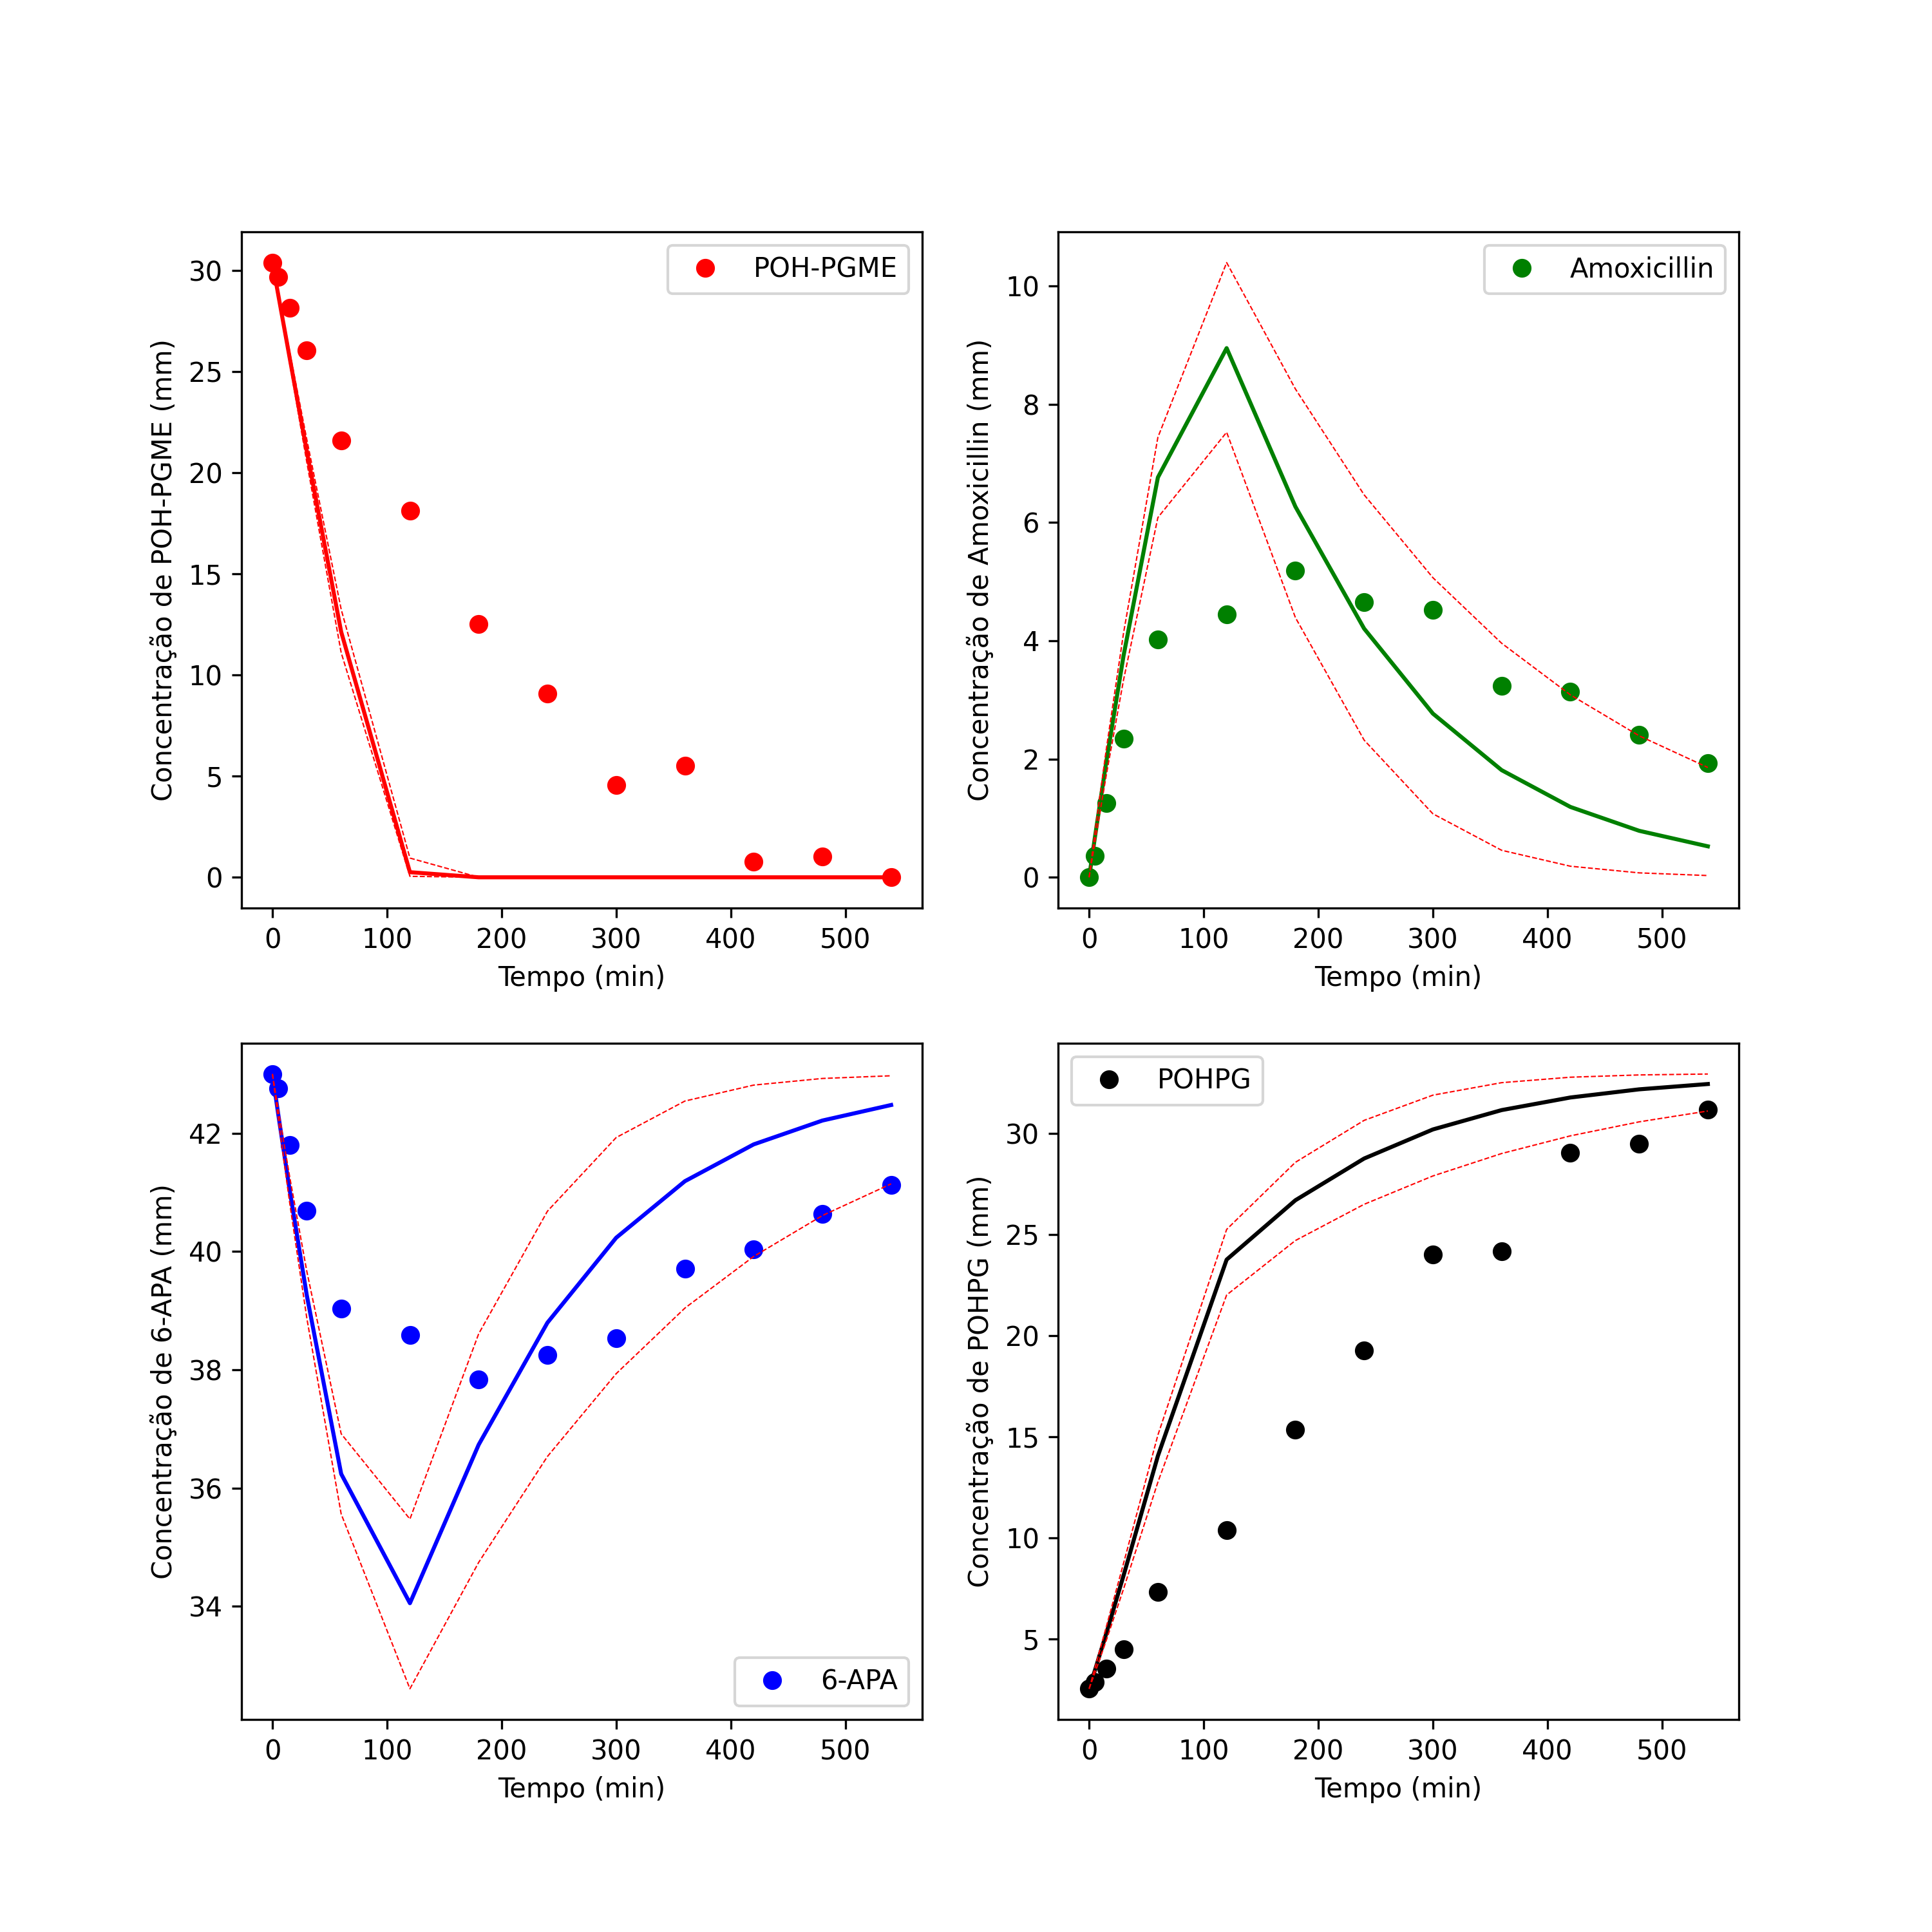 POH-PGME
Concentração de POH-PGME (mm)
30
25
20
15
10
5
0
0 100 200 300 400 500
Tempo (min)
Amoxicillin
Concentração de Amoxicillin (mm)
10
8
6
4
2
0
0 100 200 300 400 500
Tempo (min)
6-APA
Concentração de 6-APA (mm)
42
40
38
36
34
0 100 200 300 400 500
Tempo (min)
POHPG
Concentração de POHPG (mm)
30
25
20
15
10
5
0 100 200 300 400 500
Tempo (min)